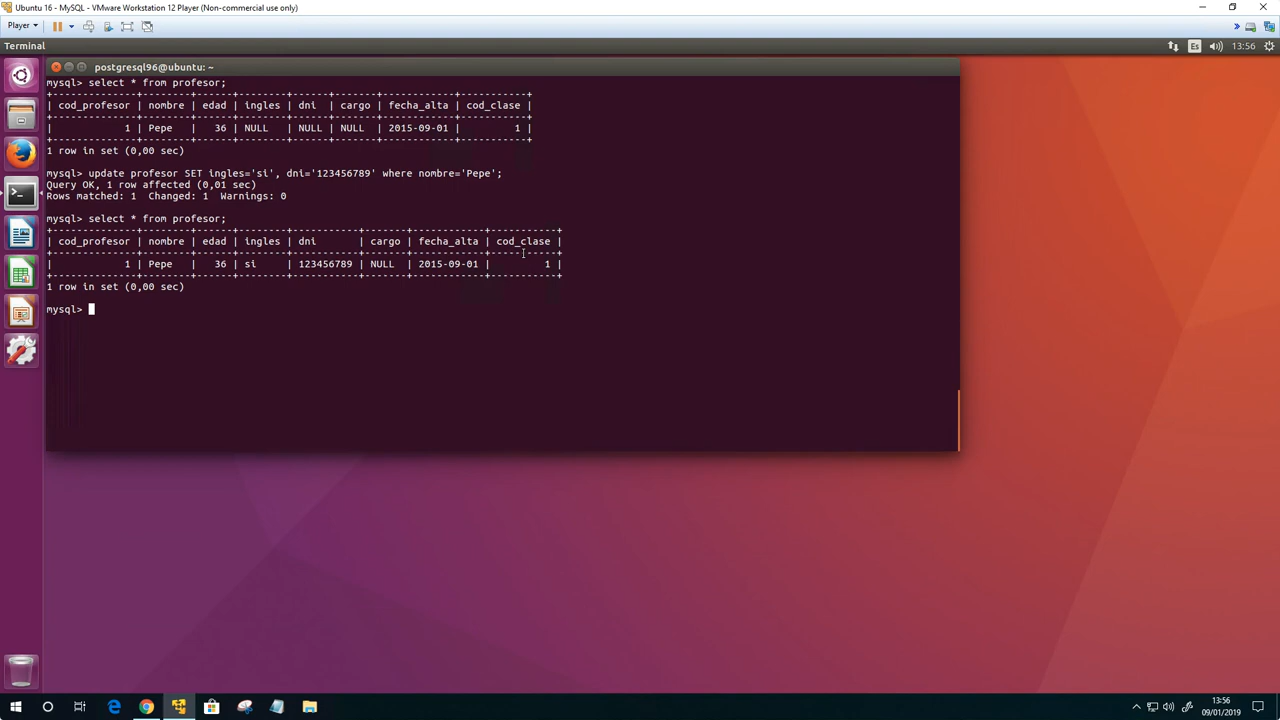 Ubuntu 16 - MySQL - VMware Workstation 12 Player (Non-commercial use only)
Player
Terminal
Es
13:56
postgresql96@ubuntu: ~
mysql> select * from profesor;
+--------------+--------+------+--------+------+-------+------------+-----------+
| cod_profesor | nombre | edad | ingles | dni  | cargo | fecha_alta | cod_clase |
+--------------+--------+------+--------+------+-------+------------+-----------+
|            1 | Pepe   |   36 | NULL   | NULL | NULL  | 2015-09-01 |         1 |
+--------------+--------+------+--------+------+-------+------------+-----------+
1 row in set (0,00 sec)
mysql> update profesor SET ingles='si', dni='123456789' where nombre='Pepe';
Query OK, 1 row affected (0,01 sec)
Rows matched: 1  Changed: 1  Warnings: 0
mysql> select * from profesor;
+--------------+--------+------+--------+-----------+-------+------------+-----------+
| cod_profesor | nombre | edad | ingles | dni       | cargo | fecha_alta | cod_clase |
+--------------+--------+------+--------+-----------+-------+------------+-----------+
|            1 | Pepe   |   36 | si     | 123456789 | NULL  | 2015-09-01 |         1 |
+--------------+--------+------+--------+-----------+-------+------------+-----------+
1 row in set (0,00 sec)
mysql>
13:56
09/01/2019